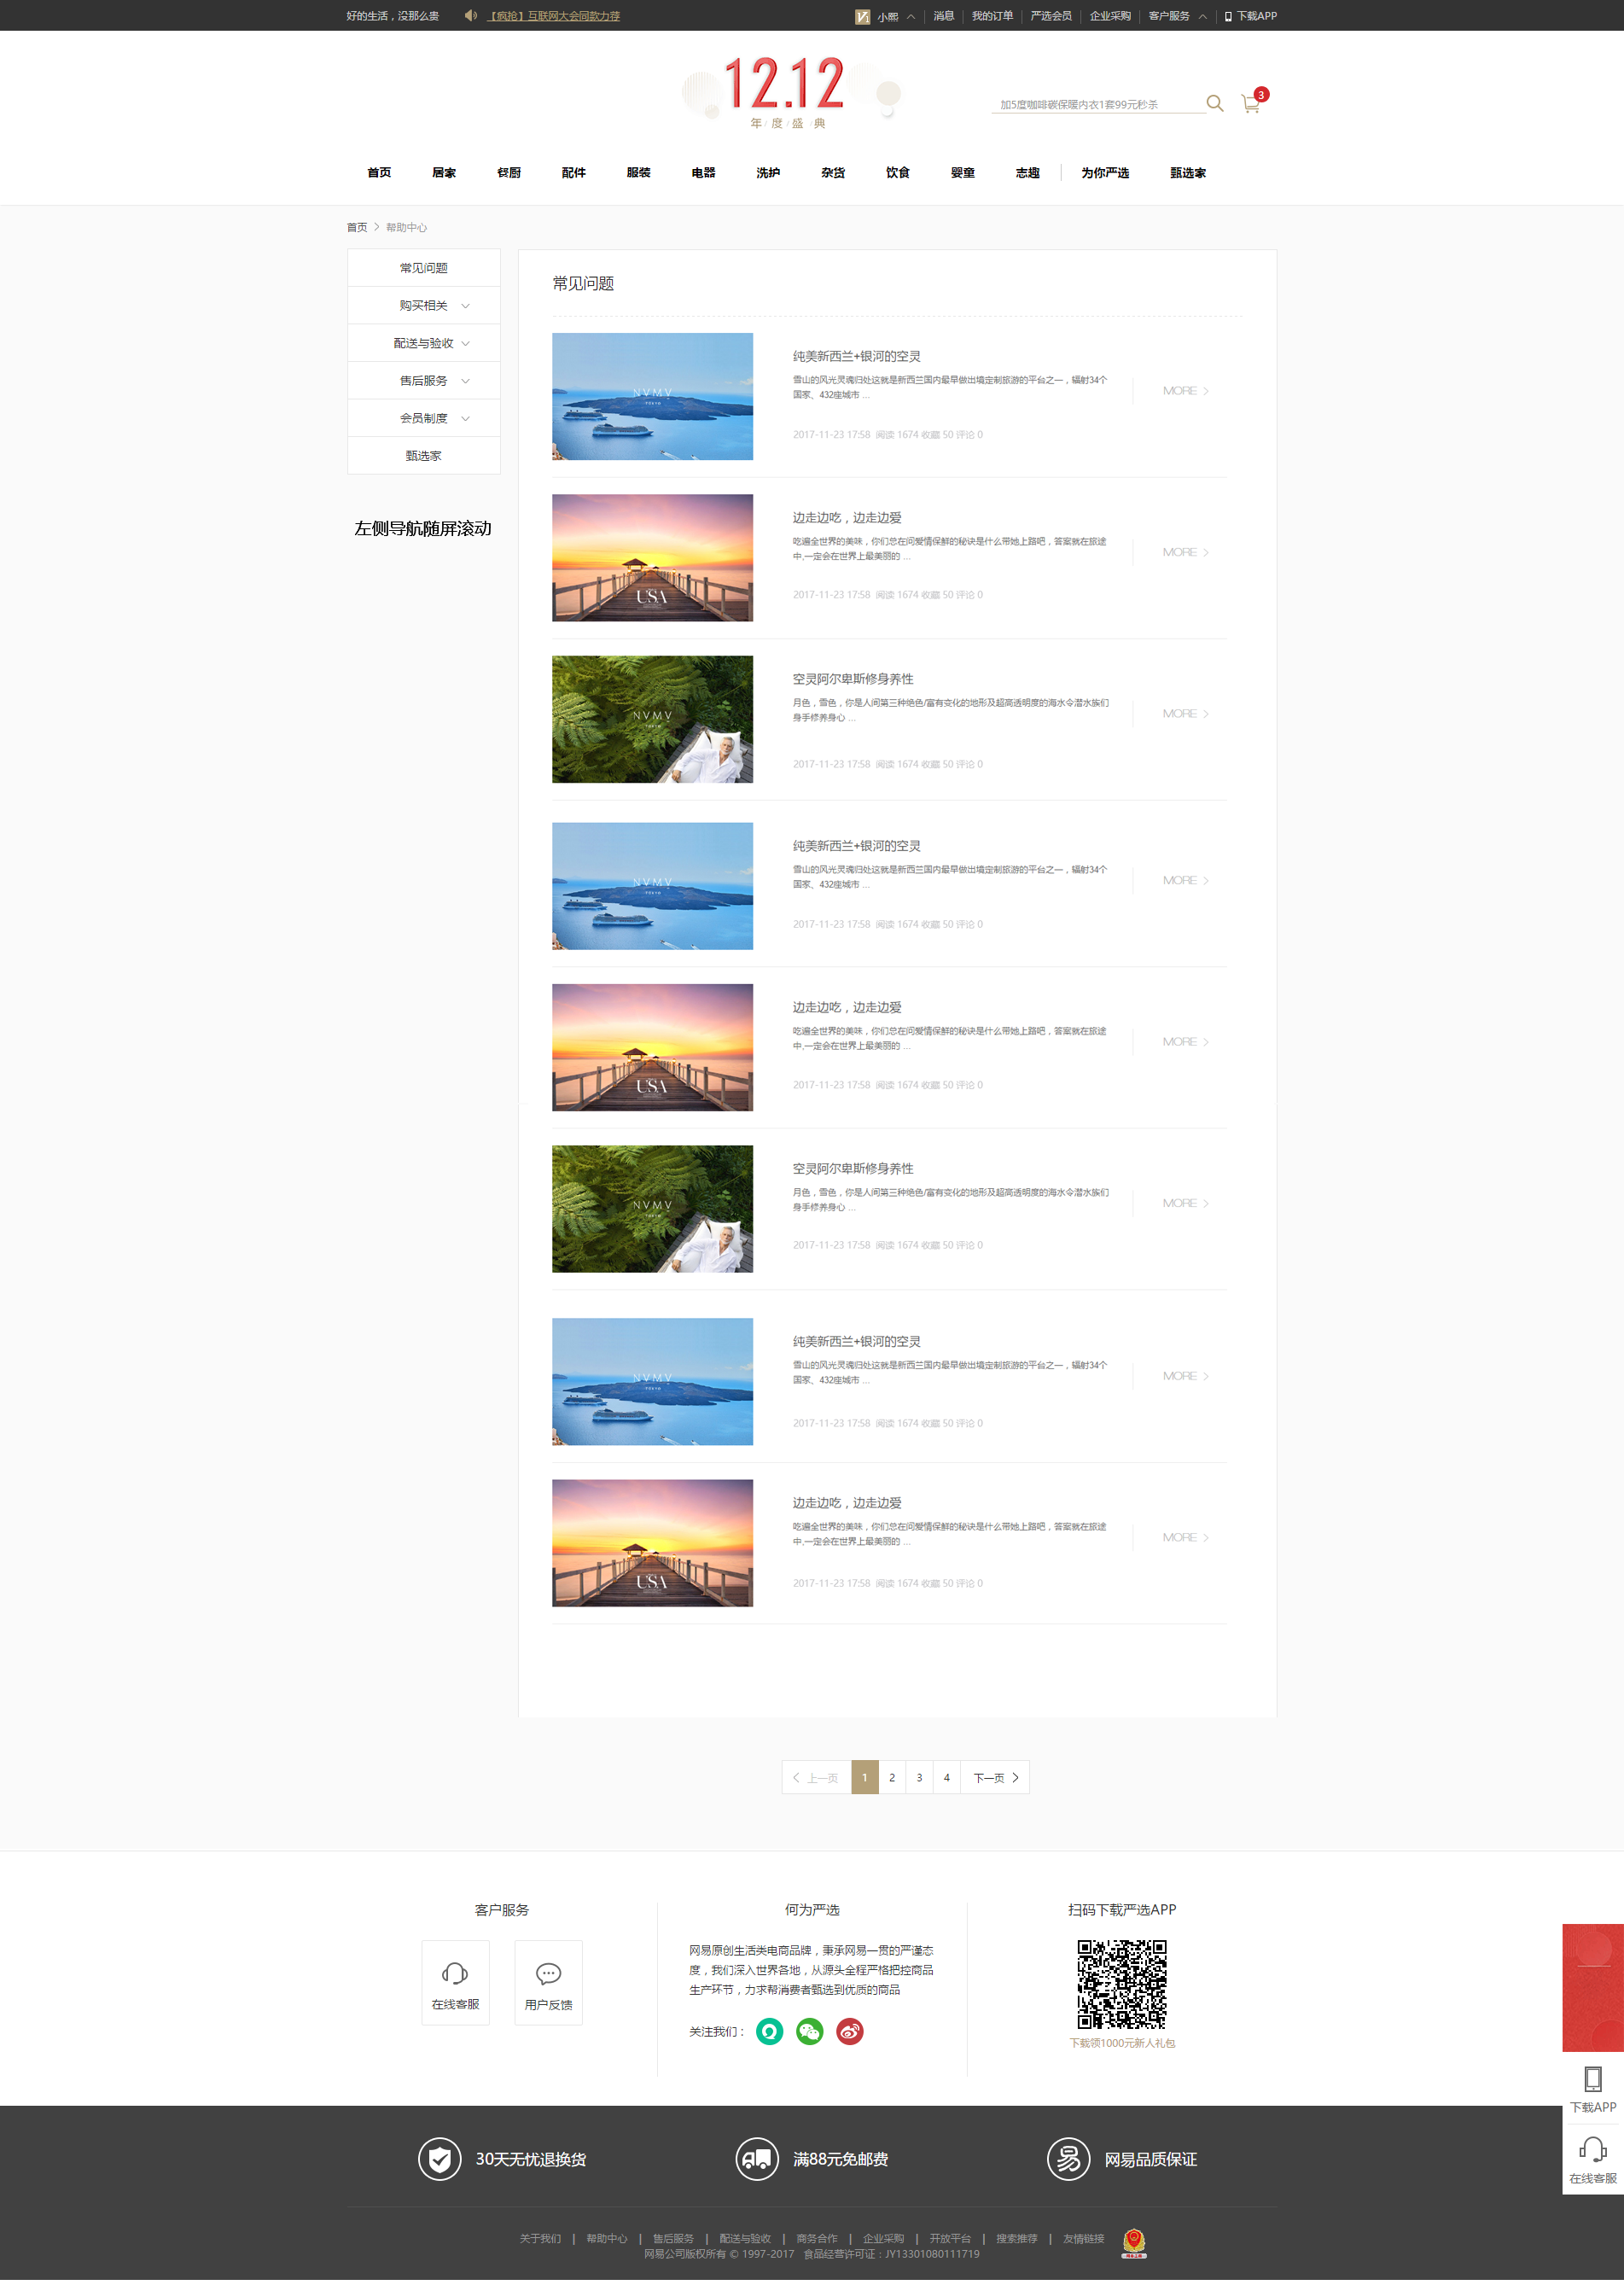 好的生活，没那么贵
【疯抢】互联网大会同款力荐
小熙
消息
我的订单
严选会员
企业采购
客户服务
下载APP
12.12
年度盛典
加5度咖啡碳保暖内衣1套99元秒杀
3
首页
居家
餐厨
配件
服装
电器
洗护
杂货
饮食
婴童
志趣
为你严选
甄选家
首页
帮助中心
常见问题
购买相关
配送与验收
售后服务
会员制度
甄选家
左侧导航随屏滚动
常见问题
NVMV
纯美新西兰+银河的空灵
雪山的风光灵魂归处这就是新西兰国内最早做出境定制旅游的平台之一，辐射34个
国家、432座城市 ...
MORE
2017-11-23 17:58 阅读 1674 收藏 50 评论 0
USA
边走边吃，边走边爱
吃遍全世界的美味，你们总在问爱情保鲜的秘诀是什么带她上路吧，答案就在旅途
中,一定会在世界上最美丽的 ...
MORE
2017-11-23 17:58 阅读 1674 收藏 50 评论 0
NVMV
空灵阿尔卑斯修身养性
月色，雪色，你是人间第三种绝色/富有变化的地形及超高透明度的海水令潜水族们
身手修养身心 ...
MORE
2017-11-23 17:58 阅读 1674 收藏 50 评论 0
NVMV
纯美新西兰+银河的空灵
雪山的风光灵魂归处这就是新西兰国内最早做出境定制旅游的平台之一，辐射34个
国家、432座城市 ...
MORE
2017-11-23 17:58 阅读 1674 收藏 50 评论 0
USA
边走边吃，边走边爱
吃遍全世界的美味，你们总在问爱情保鲜的秘诀是什么带她上路吧，答案就在旅途
中,一定会在世界上最美丽的 ...
MORE
2017-11-23 17:58 阅读 1674 收藏 50 评论 0
NVMV
空灵阿尔卑斯修身养性
月色，雪色，你是人间第三种绝色/富有变化的地形及超高透明度的海水令潜水族们
身手修养身心 ...
MORE
2017-11-23 17:58 阅读 1674 收藏 50 评论 0
NVMV
纯美新西兰+银河的空灵
雪山的风光灵魂归处这就是新西兰国内最早做出境定制旅游的平台之一，辐射34个
国家、432座城市 ...
MORE
2017-11-23 17:58 阅读 1674 收藏 50 评论 0
USA
边走边吃，边走边爱
吃遍全世界的美味，你们总在问爱情保鲜的秘诀是什么带她上路吧，答案就在旅途
中,一定会在世界上最美丽的 ...
MORE
2017-11-23 17:58 阅读 1674 收藏 50 评论 0
上一页
1
2
3
4
下一页
客户服务
在线客服
用户反馈
何为严选
网易原创生活类电商品牌，秉承网易一贯的严谨态
度，我们深入世界各地，从源头全程严格把控商品
生产环节，力求帮消费者甄选到优质的商品
关注我们：
扫码下载严选APP
下载领1000元新人礼包
下载APP
在线客服
30天无忧退换货
满88元免邮费
易
网易品质保证
关于我们 | 帮助中心 | 售后服务 | 配送与验收 | 商务合作 | 企业采购 | 开放平台 | 搜索推荐 | 友情链接
网易公司版权所有 © 1997-2017 食品经营许可证：JY13301080111719